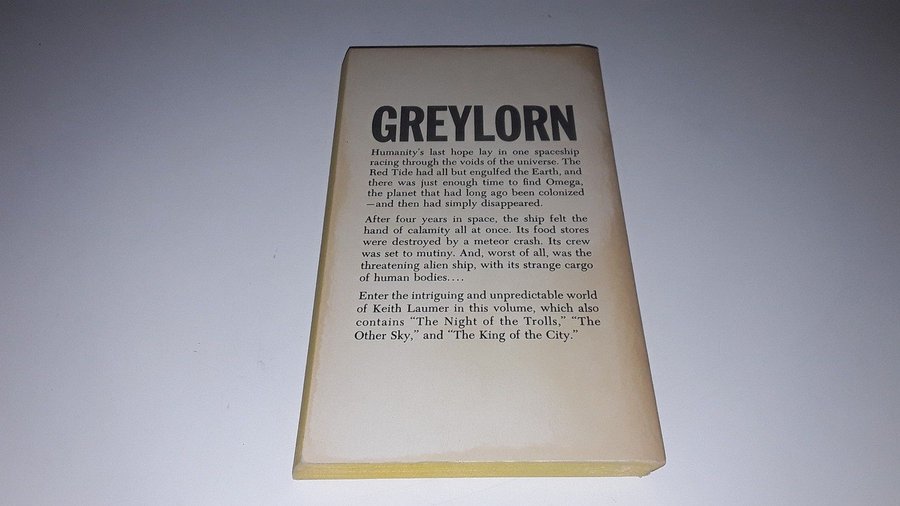 GREYLORN
Humanity's last hope lay in one spaceship
racing through the voids of the universe. The
Red Tide had all but engulfed the Earth, and
there was just enough time to find Omega,
the planet that had long ago been colonized
—and then had simply disappeared.
After four years in space, the ship felt the
hand of calamity all at once. Its food stores
were destroyed by a meteor crash. Its crew
was set to mutiny. And, worst of all, was the
threatening alien ship, with its strange cargo
of human bodies....
Enter the intriguing and unpredictable world
of Keith Laumer in this volume, which also
contains “The Night of the Trolls,” “The
Other Sky,” and “The King of the City.”